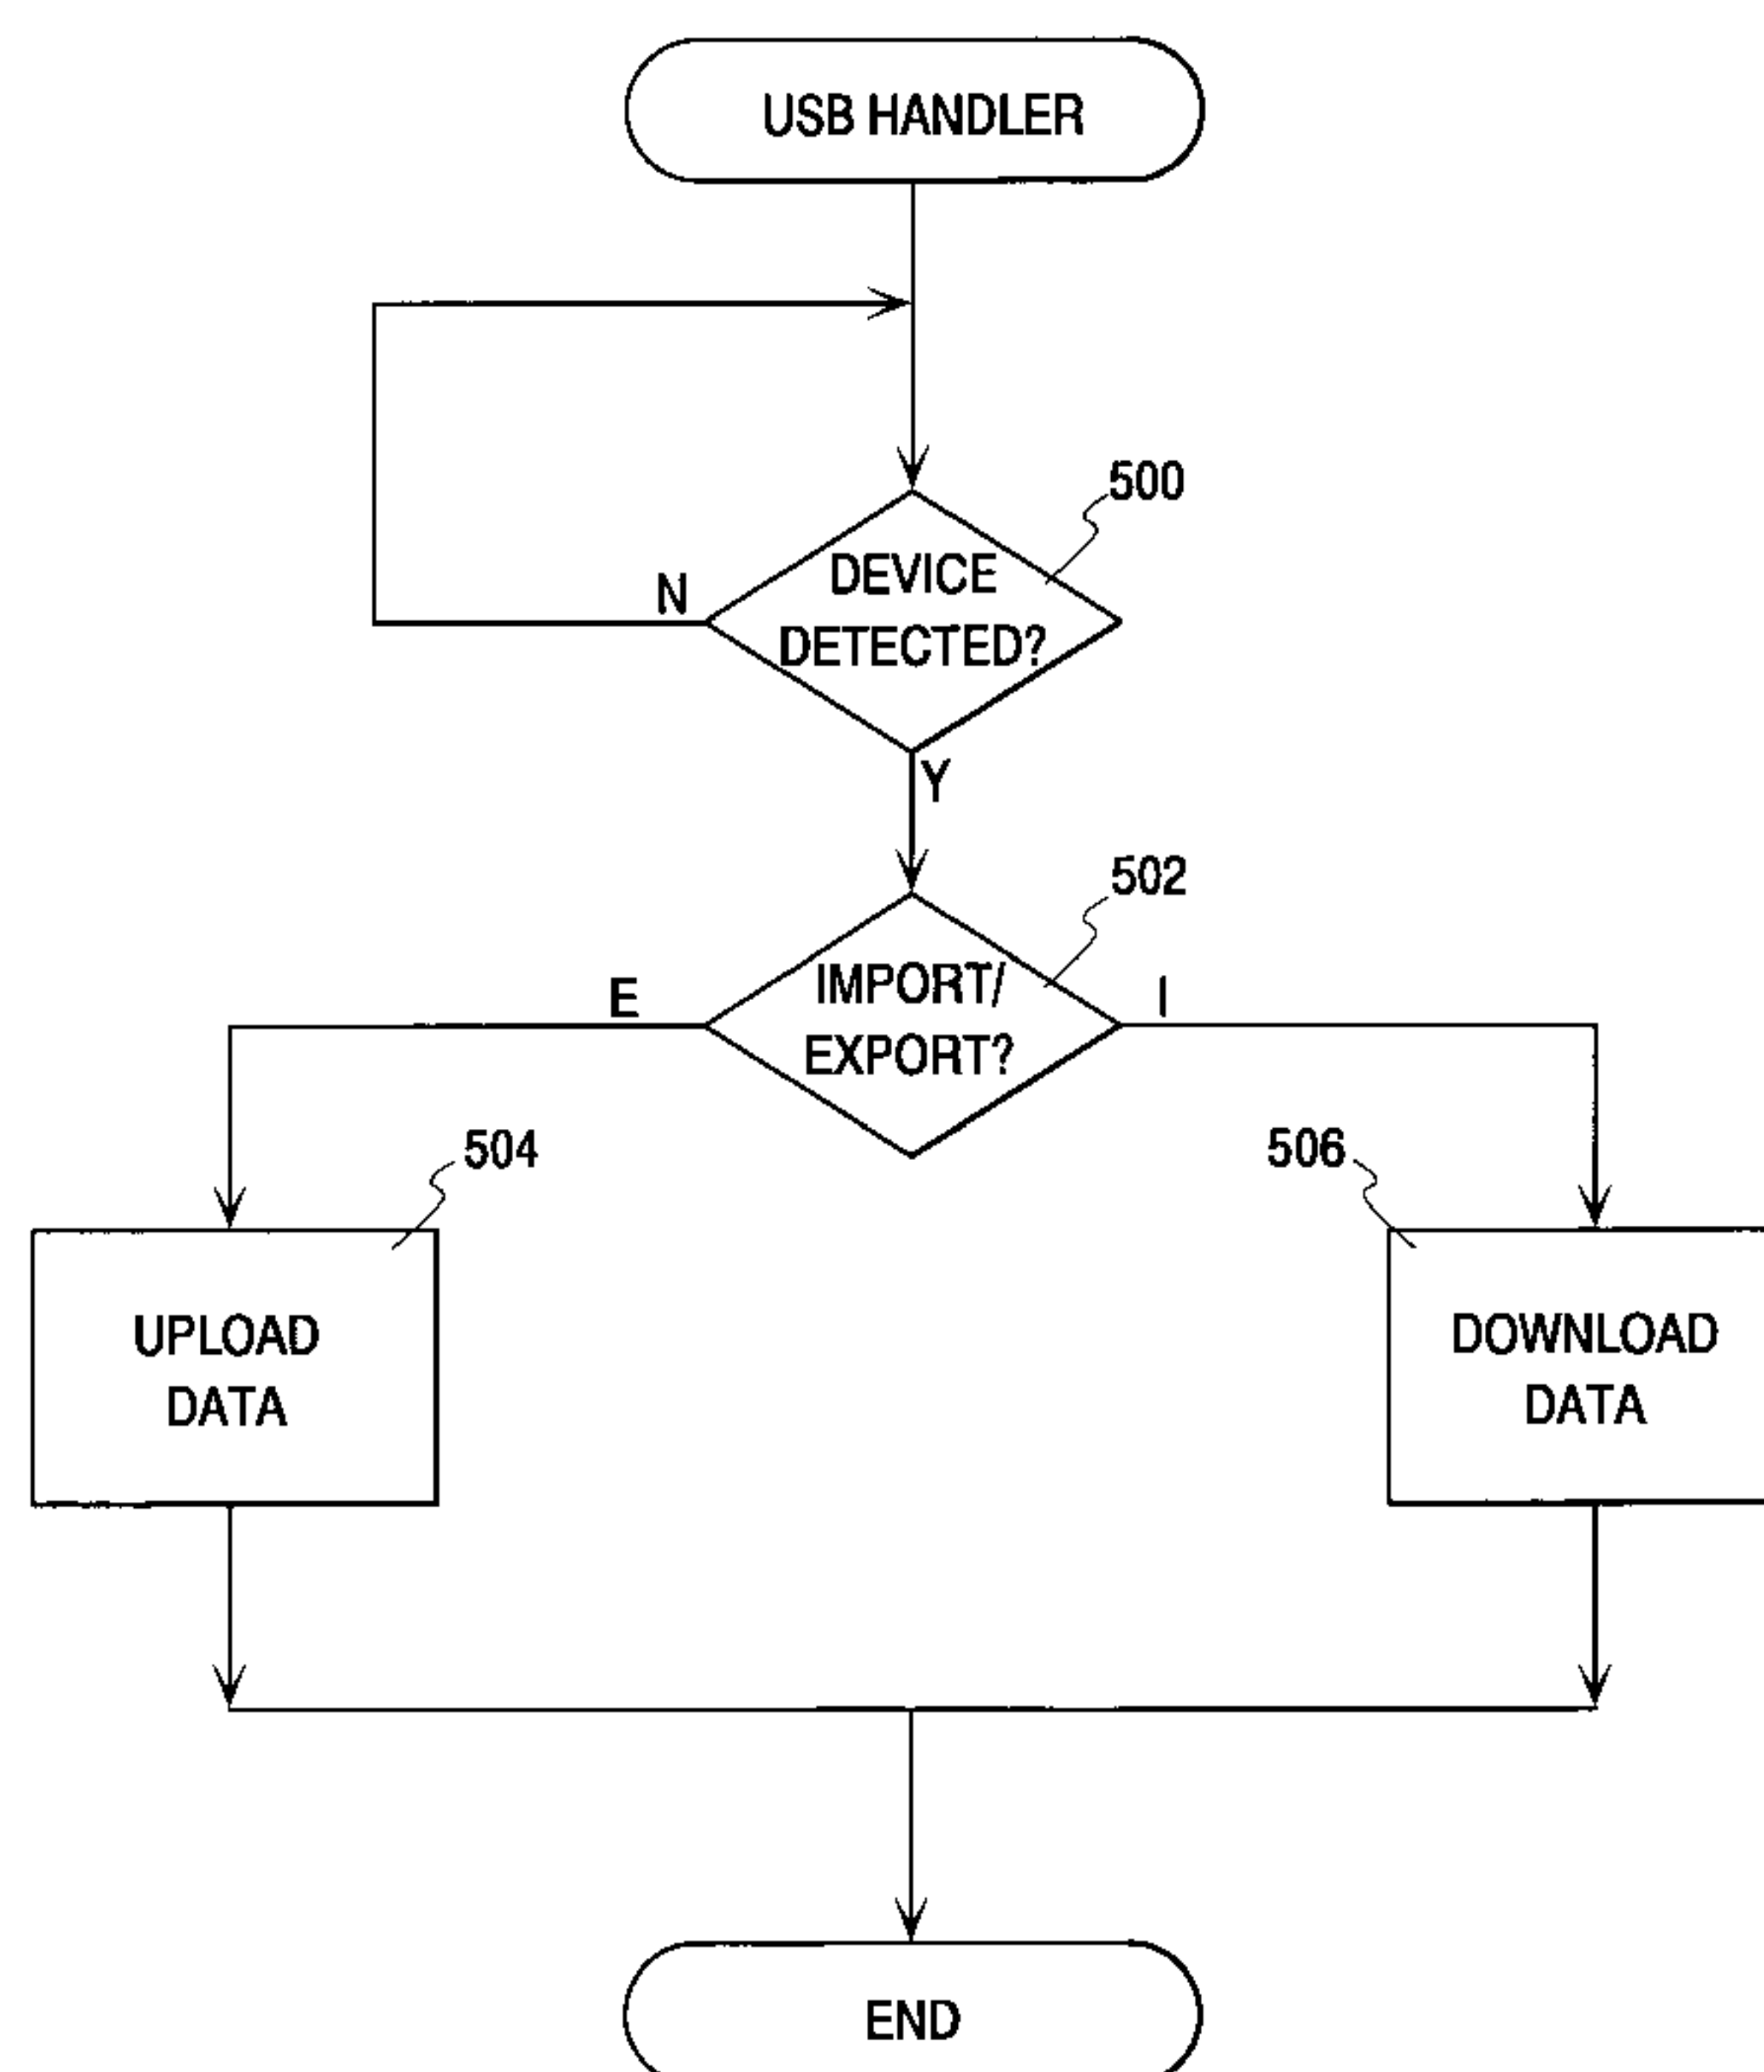 USB HANDLER
500
DEVICE
DETECTED?
N
Y
502
IMPORT/
EXPORT?
E
I
504
506
UPLOAD
DATA
DOWNLOAD
DATA
END